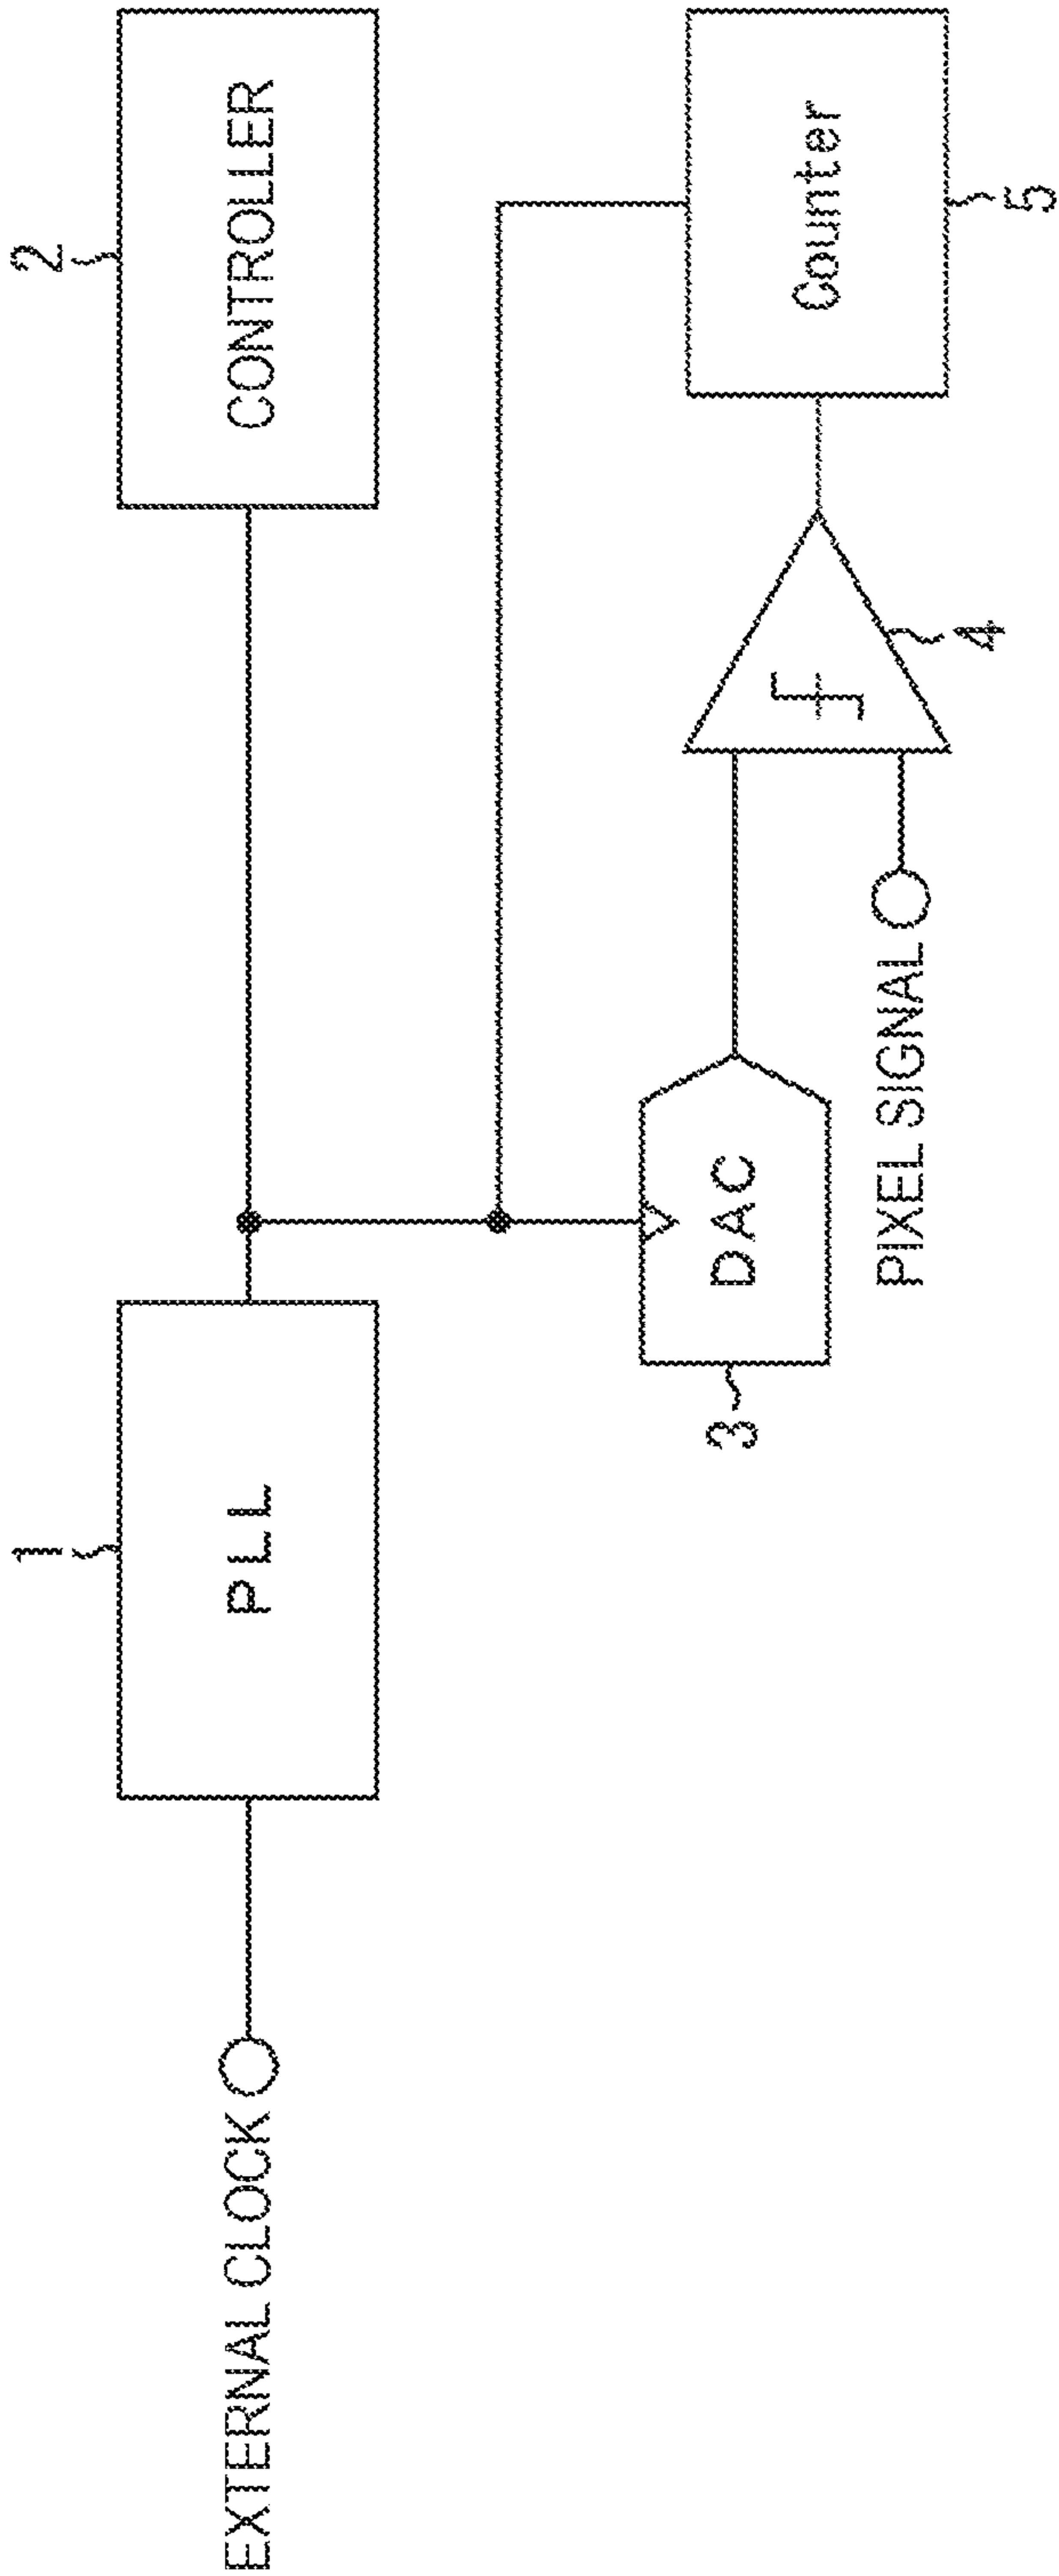 1
2
EXTERNAL CLOCK
PLL
CONTROLLER
3
DAC
Counter
PIXEL SIGNAL
4
5